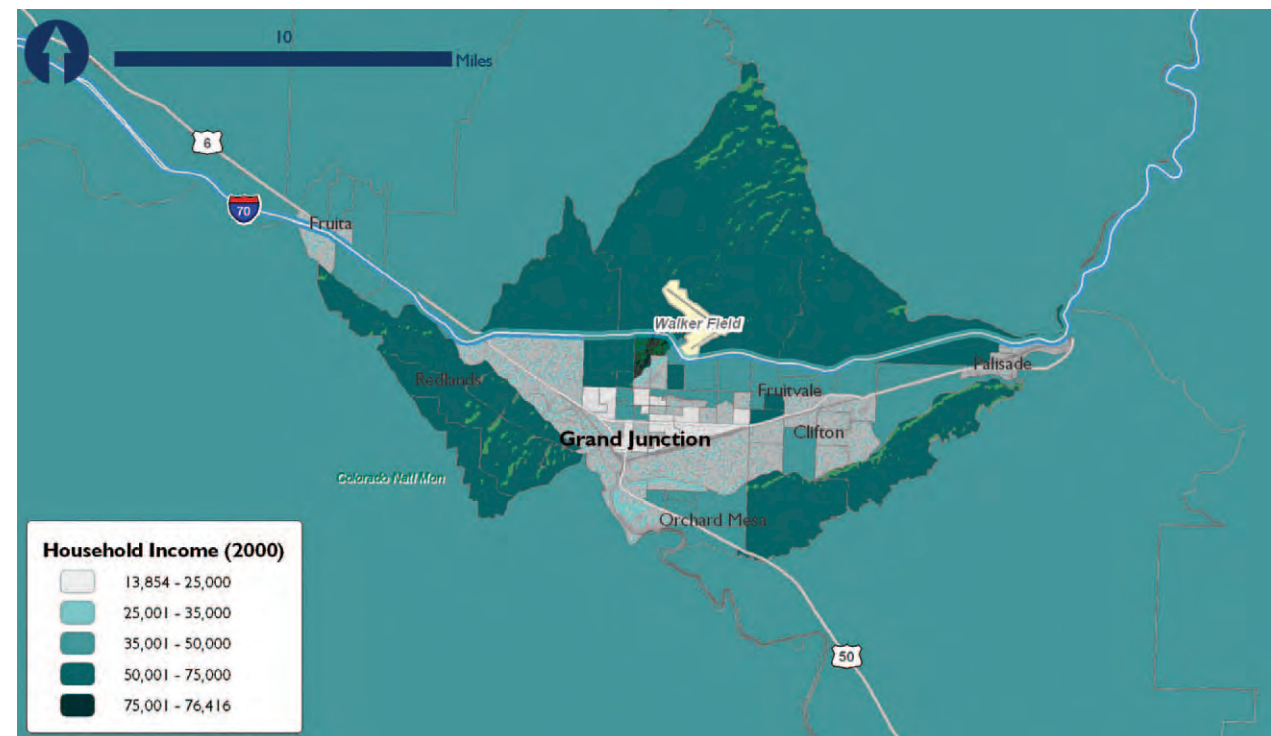 10
Miles
6
70
Fruita
Walker Field
Palisade
Redlands
Fruitvale
Clifton
Grand Junction
Colorado Natl Mon
Orchard Mesa
50
Household Income (2000)
13,854 - 25,000
25,001 - 35,000
35,001 - 50,000
50,001 - 75,000
75,001 - 76,416